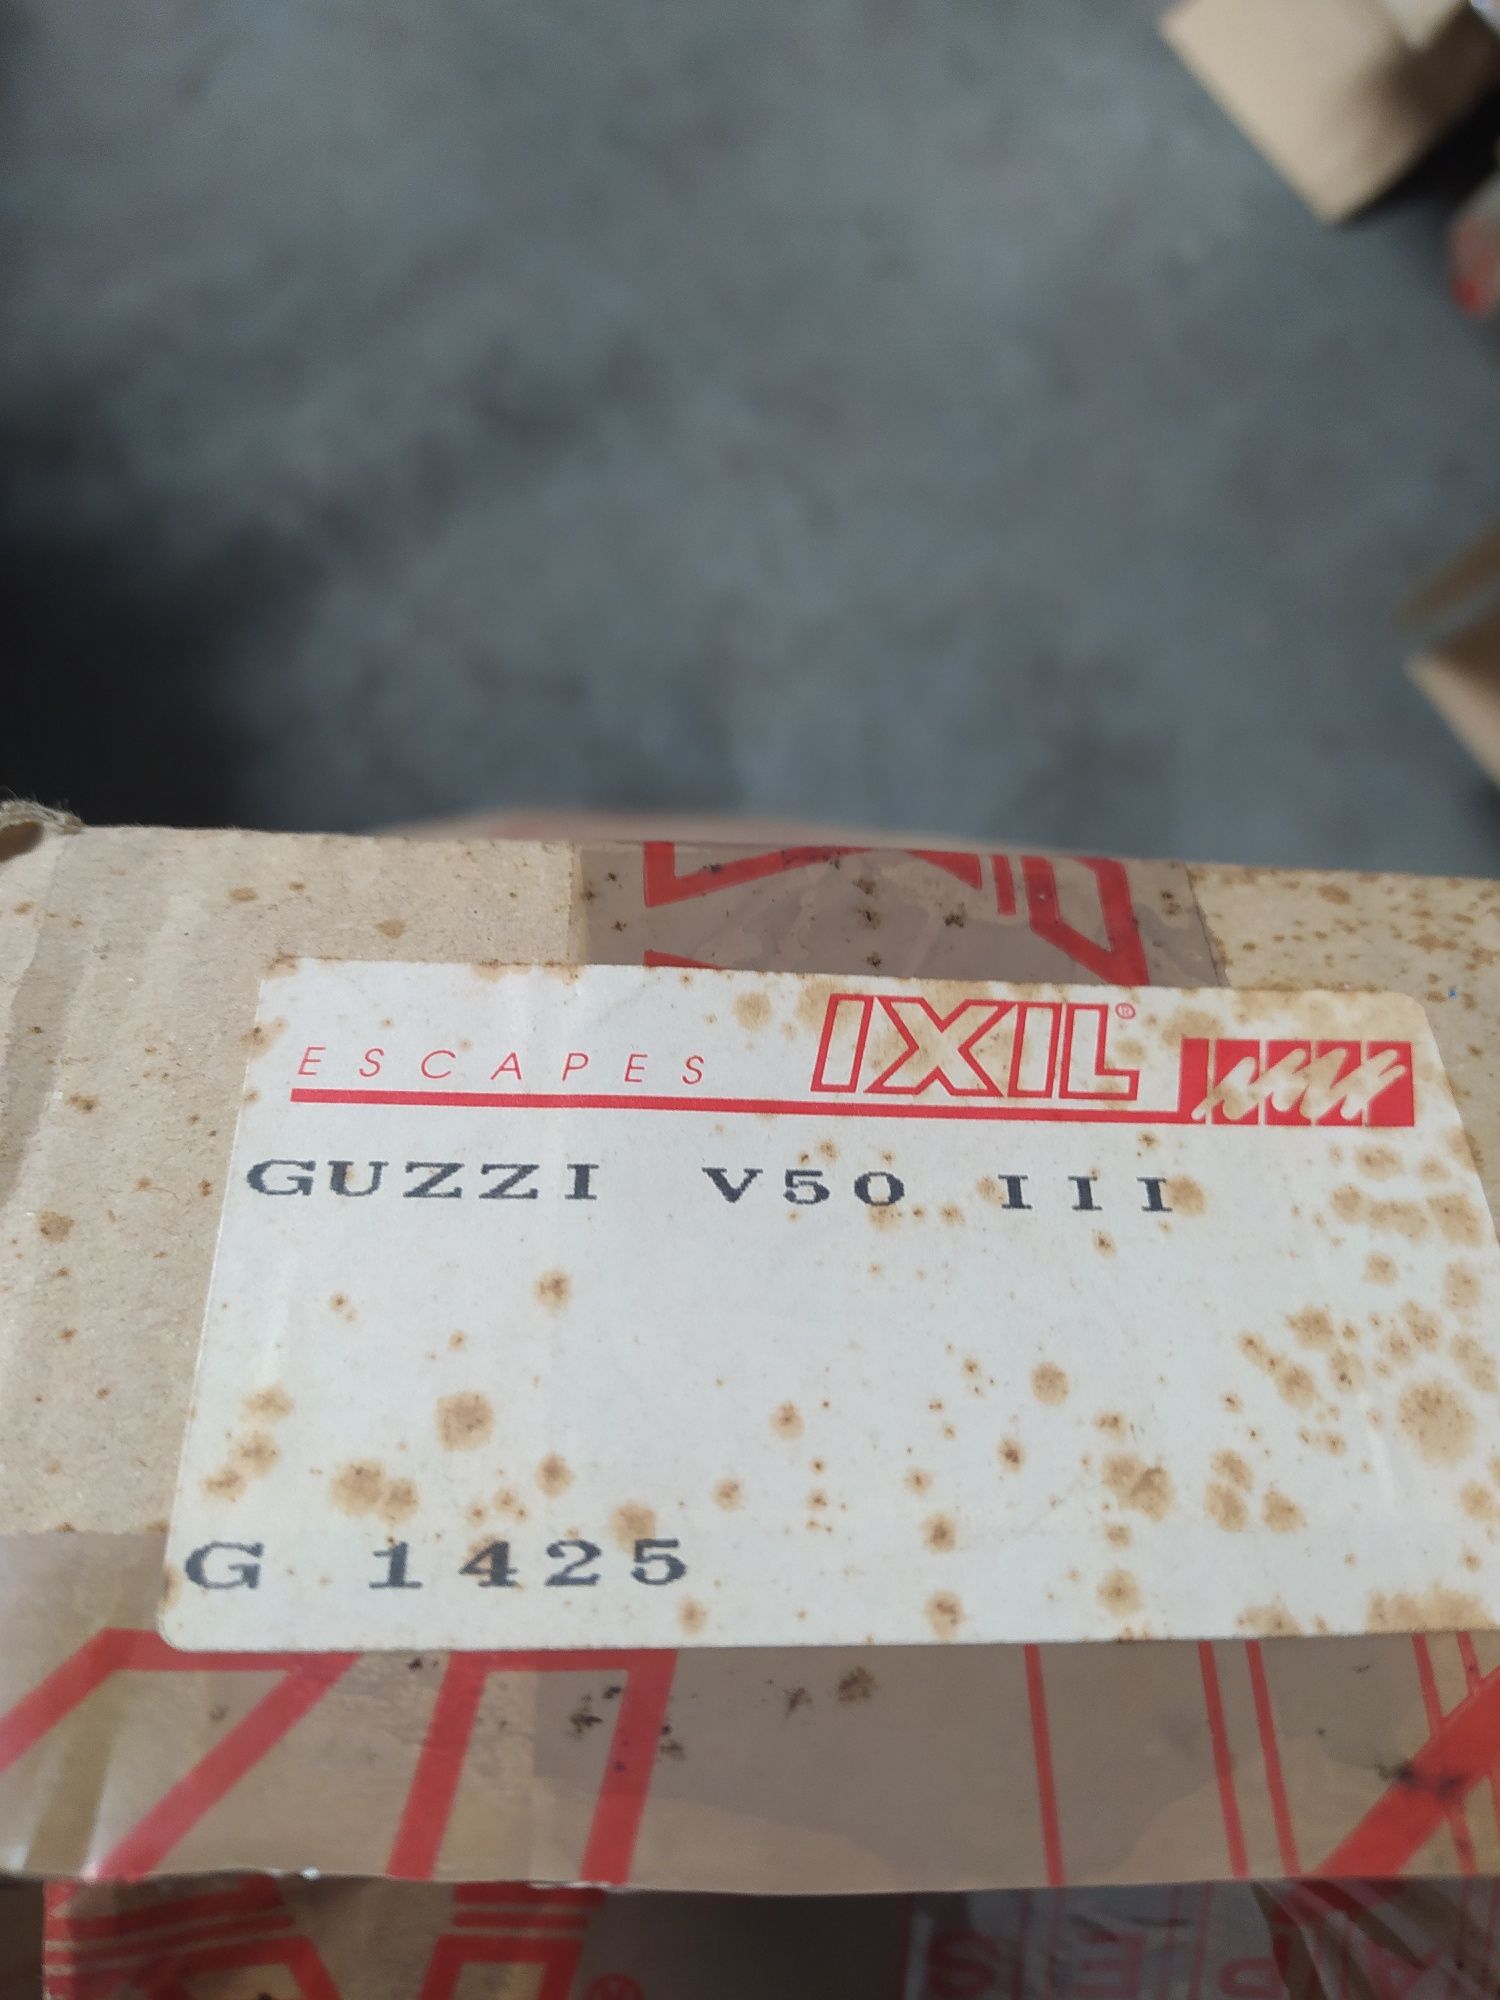 ESCAPES IXIL®
GUZZI V50 III
G 1425